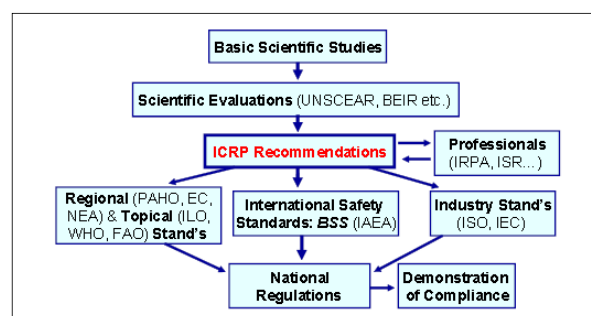 Basic Scientific Studies
Scientific Evaluations (UNSCEAR, BEIR etc.)
ICRP Recommendations
Professionals
(IRPA, ISR...)
Regional (PAHO, EC,
NEA) & Topical (ILO,
WHO, FAO) Stand's
International Safety
Standards: BSS (IAEA)
Industry Stand's
(ISO, IEC)
National
Regulations
Demonstration
of Compliance